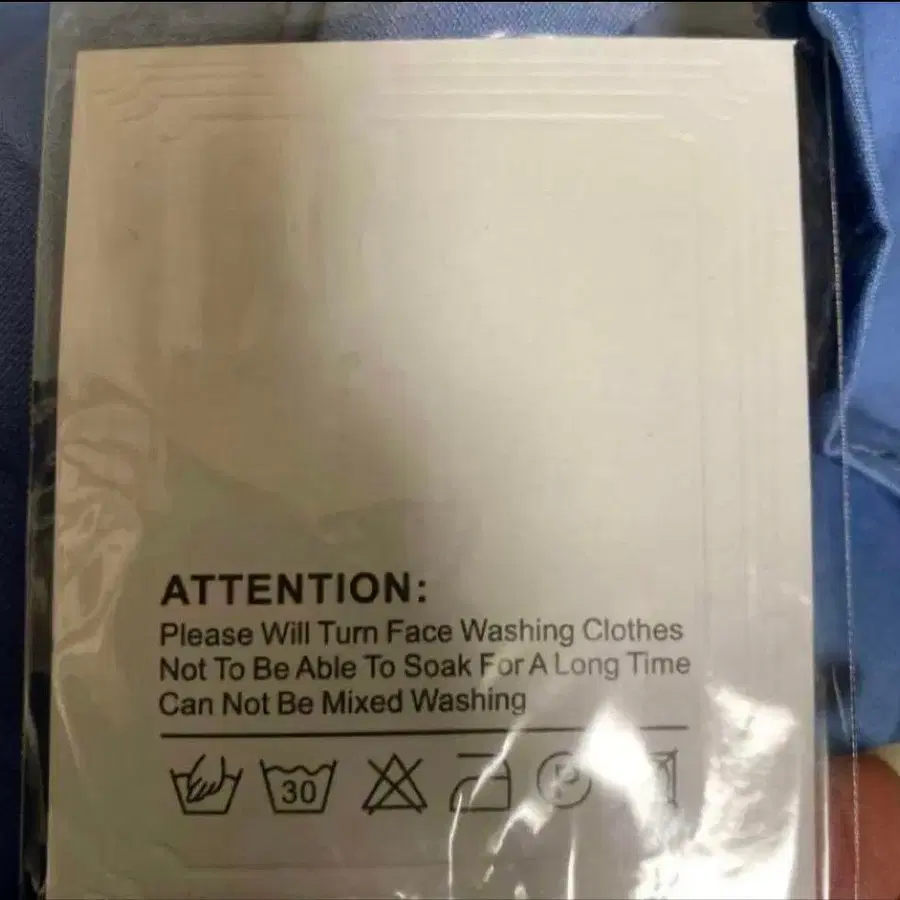 ATTENTION:
Please Will Turn Face Washing Clothes
Not To Be Able To Soak For A Long Time
Can Not Be Mixed Washing
30
P